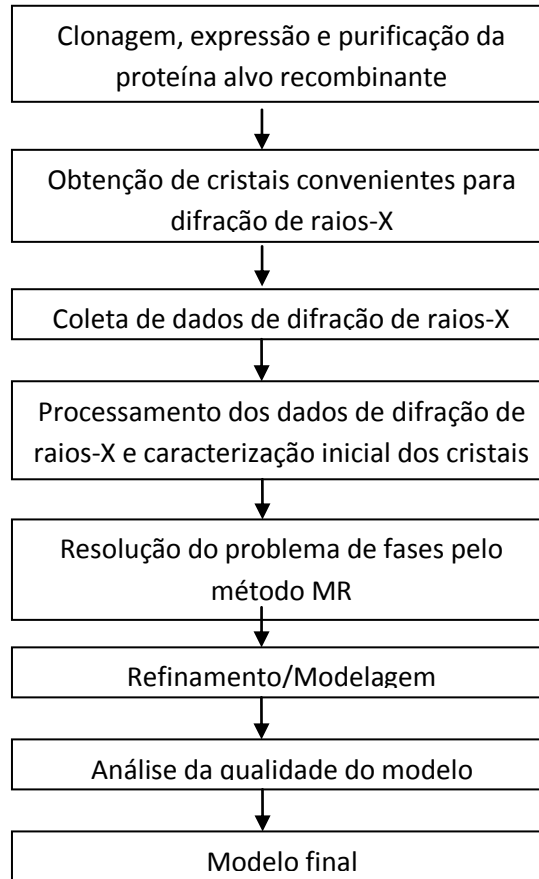 Clonagem, expressão e purificação da
proteína alvo recombinante
Obtenção de cristais convenientes para
difração de raios-X
Coleta de dados de difração de raios-X
Processamento dos dados de difração de
raios-X e caracterização inicial dos cristais
Resolução do problema de fases pelo
método MR
Refinamento/Modelagem
Análise da qualidade do modelo
Modelo final